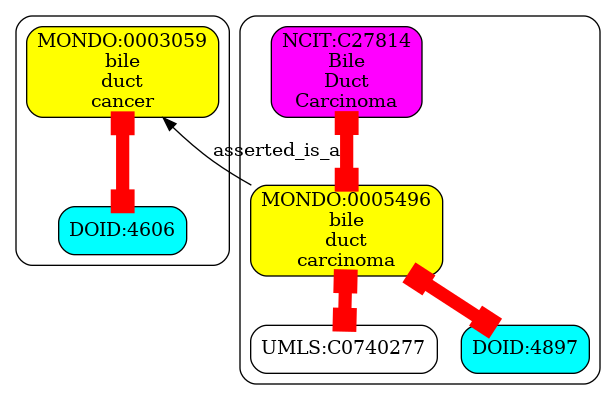 MONDO:0003059
bile
duct
cancer
NCIT:C27814
Bile
Duct
Carcinoma
asserted_is_a
MONDO:0005496
bile
duct
carcinoma
DOID:4606
UMLS:C0740277
DOID:4897